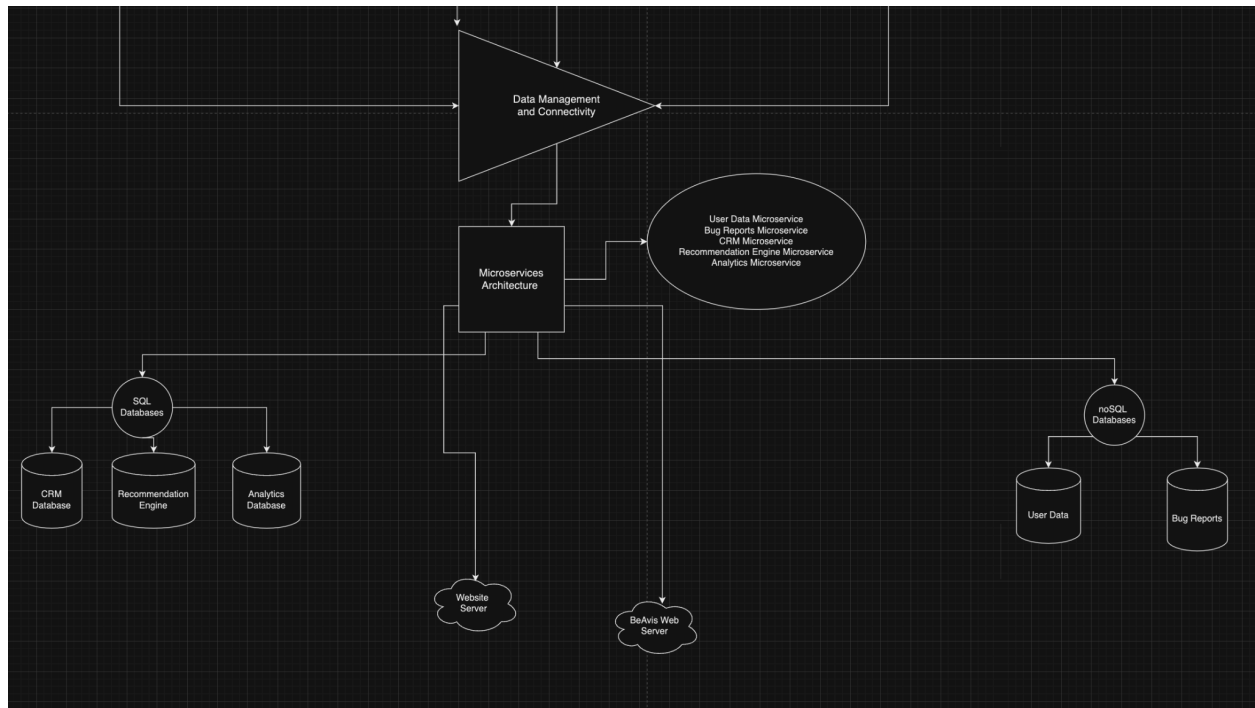 Data Management
and Connectivity
User Data Microservice
Bug Reports Microservice
CRM Microservice
Recommendation Engine Microservice
Analytics Microservice
Microservices
Architecture
SQL
Databases
noSQL
Databases
CRM
Database
Recommendation
Engine
Analytics
Database
User Data
Bug Reports
Website
Server
BeAvis Web
Server